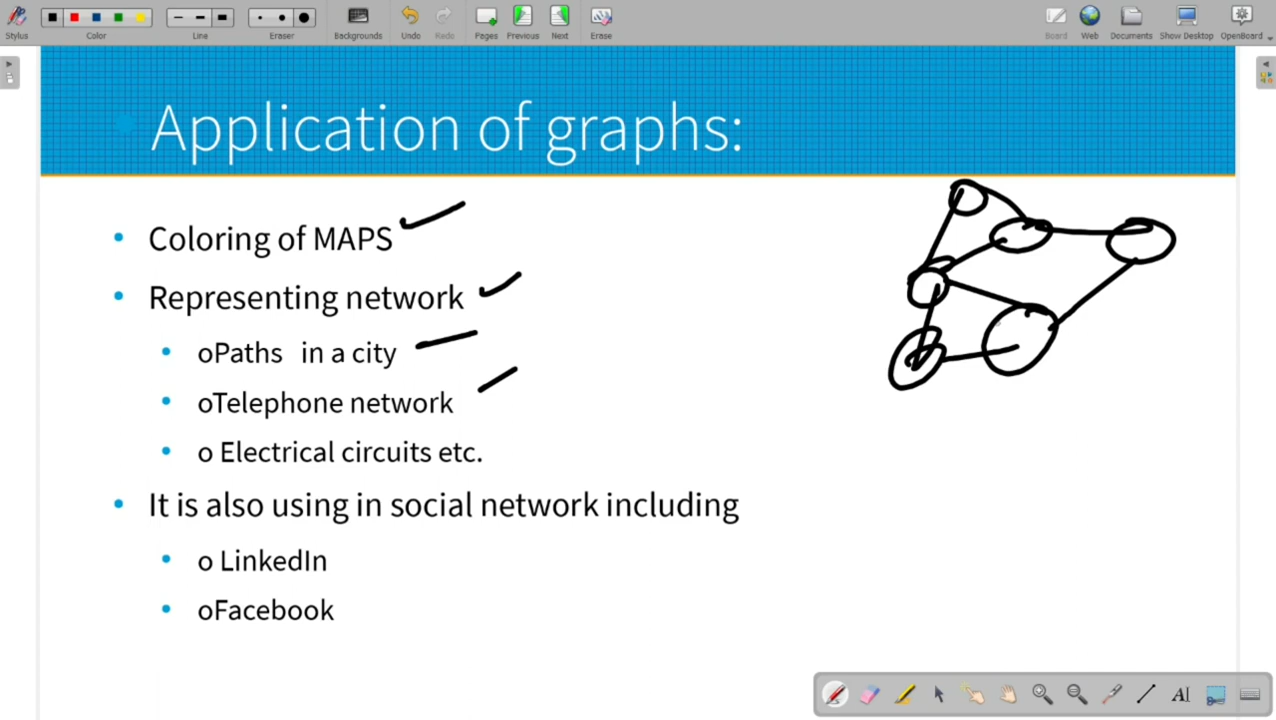 Stylus Color Line Eraser Backgrounds Undo Redo Pages Previous Next Erase Board Web Documents Show Desktop OpenBoard
Application of graphs:
• Coloring of MAPS
• Representing network
• oPaths in a city
• oTelephone network
• o Electrical circuits etc.
• It is also using in social network including
• o LinkedIn
• oFacebook
AI